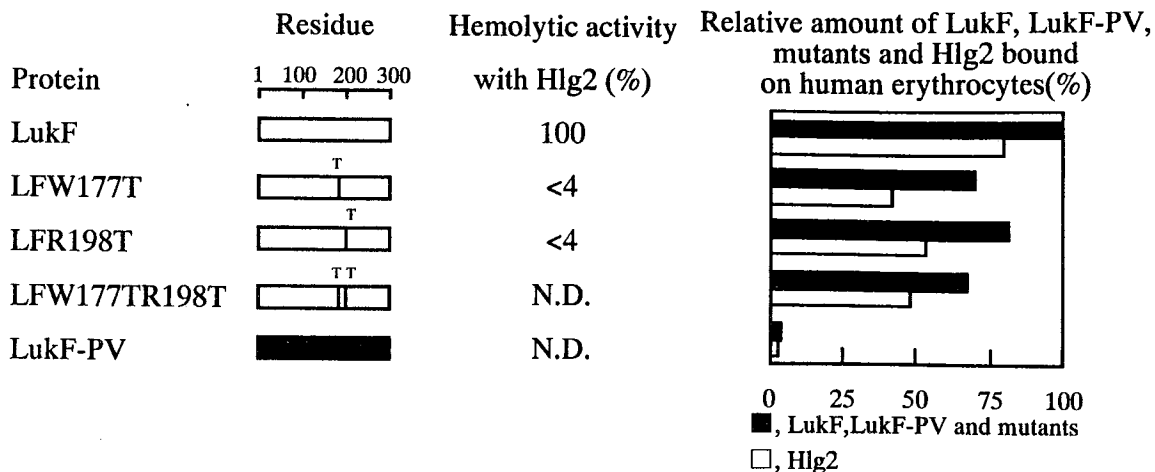 Residue
Hemolytic activity
with Hlg2 (%)
Relative amount of LukF, LukF-PV,
mutants and Hlg2 bound
on human erythrocytes(%)
Protein
1 100 200 300
LukF
100
T
LFW177T
<4
T
LFR198T
<4
T T
LFW177TR198T
N.D.
LukF-PV
N.D.
0 25 50 75 100
■, LukF,LukF-PV and mutants
□, Hlg2